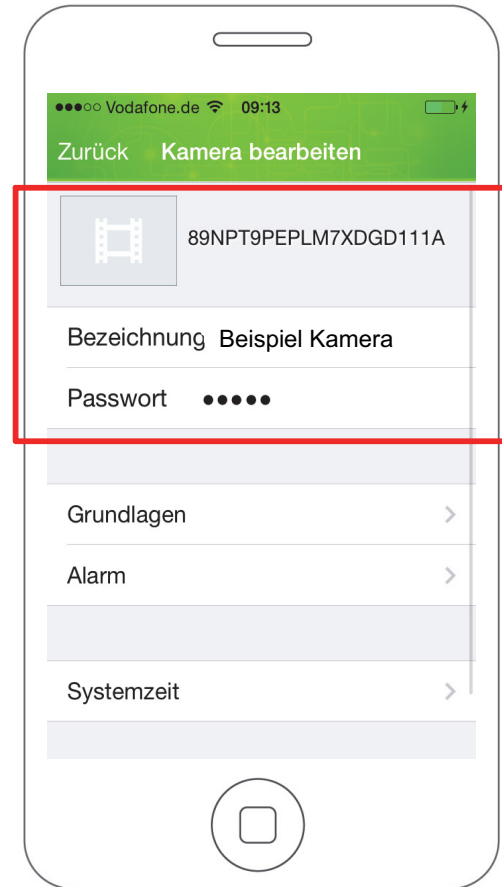 Vodafone.de 09:13
Zurück Kamera bearbeiten
89NPT9PEPLM7XDGD111A
Bezeichnung Beispiel Kamera
Passwort •••••
Grundlagen
Alarm
Systemzeit